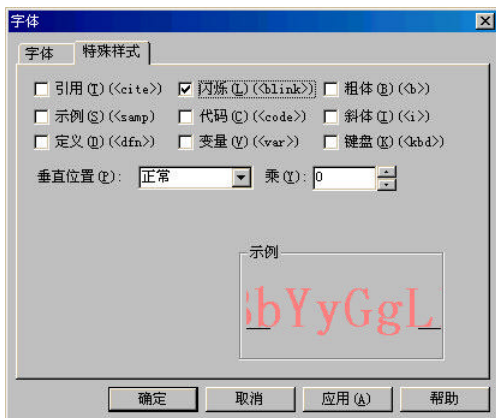 字体
字体 特殊样式
引用(T)(<cite>) 闪烁(L)(<blink>) 粗体(B)(<b>)
示例(S)(<samp) 代码(C)(<code>) 斜体(I)(<i>)
定义(D)(<dfn>) 变量(V)(<var>) 键盘(K)(<kbd>)
垂直位置(P): 正常 乘(Y): 0
示例
BbYyGgL
确定 取消 应用(A) 帮助